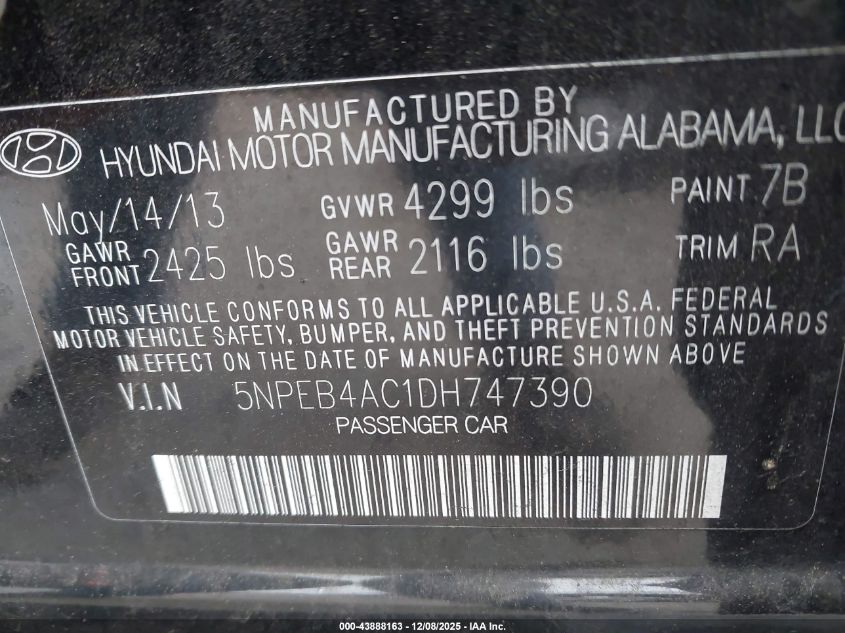 MANUFACTURED BY
HYUNDAI MOTOR MANUFACTURING ALABAMA, LLC
May/14/13 GVWR 4299 lbs PAINT 7B
GAWR FRONT 2425 lbs GAWR REAR 2116 lbs TRIM RA
THIS VEHICLE CONFORMS TO ALL APPLICABLE U.S.A. FEDERAL
MOTOR VEHICLE SAFETY, BUMPER, AND THEFT PREVENTION STANDARDS
IN EFFECT ON THE DATE OF MANUFACTURE SHOWN ABOVE
V.I.N 5NPEB4AC1DH747390
PASSENGER CAR
000-43888163 - 12/08/2025 - IAA Inc.